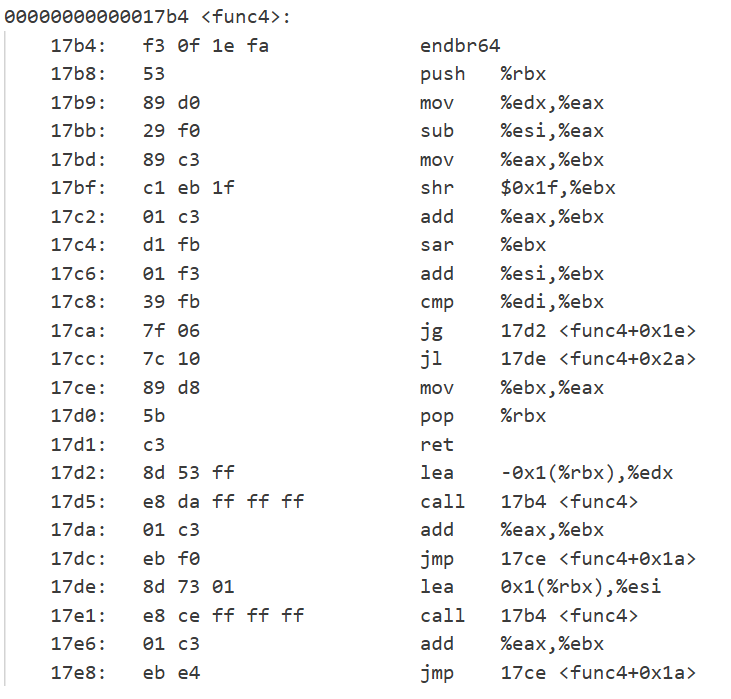 00000000000017b4 <func4>:
17b4: f3 0f 1e fa endbr64
17b8: 53 push %rbx
17b9: 89 d0 mov %edx,%eax
17bb: 29 f0 sub %esi,%eax
17bd: 89 c3 mov %eax,%ebx
17bf: c1 eb 1f shr $0x1f,%ebx
17c2: 01 c3 add %eax,%ebx
17c4: d1 fb sar %ebx
17c6: 01 f3 add %esi,%ebx
17c8: 39 fb cmp %edi,%ebx
17ca: 7f 06 jg 17d2 <func4+0x1e>
17cc: 7c 10 jl 17de <func4+0x2a>
17ce: 89 d8 mov %ebx,%eax
17d0: 5b pop %rbx
17d1: c3 ret
17d2: 8d 53 ff lea -0x1(%rbx),%edx
17d5: e8 da ff ff ff call 17b4 <func4>
17da: 01 c3 add %eax,%ebx
17dc: eb f0 jmp 17ce <func4+0x1a>
17de: 8d 73 01 lea 0x1(%rbx),%esi
17e1: e8 ce ff ff ff call 17b4 <func4>
17e6: 01 c3 add %eax,%ebx
17e8: eb e4 jmp 17ce <func4+0x1a>